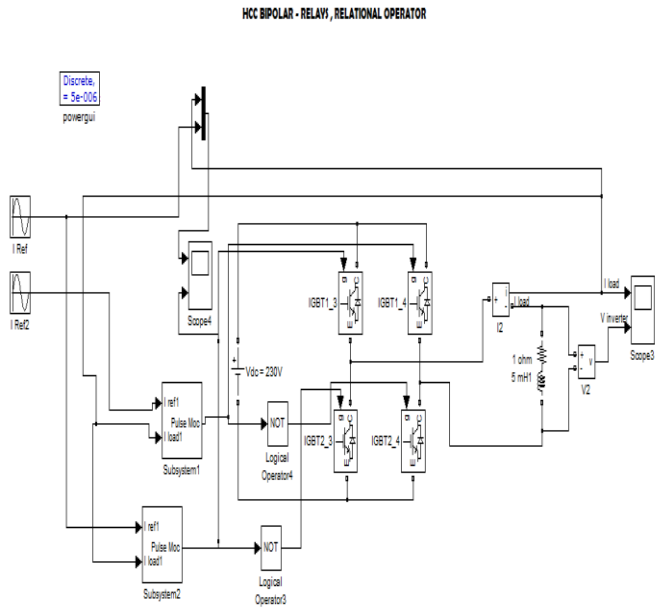 HCC BIPOLAR - RELAYS , RELATIONAL OPERATOR
Discrete,
= 5e-006
powergui
I Ref
I Ref2
Scope4
IGBT1_3
g
C
E
IGBT1_4
g
C
E
+
i
-
I2
I load
I load
V inverter
Scope3
+
Vdc = 230V
1 ohm
5 mH1
+
-
v
V2
I ref1
Pulse Moc
I load1
Subsystem1
NOT
Logical
Operator4
IGBT2_3
g
C
E
IGBT2_4
g
C
E
I ref1
Pulse Moc
I load1
Subsystem2
NOT
Logical
Operator3